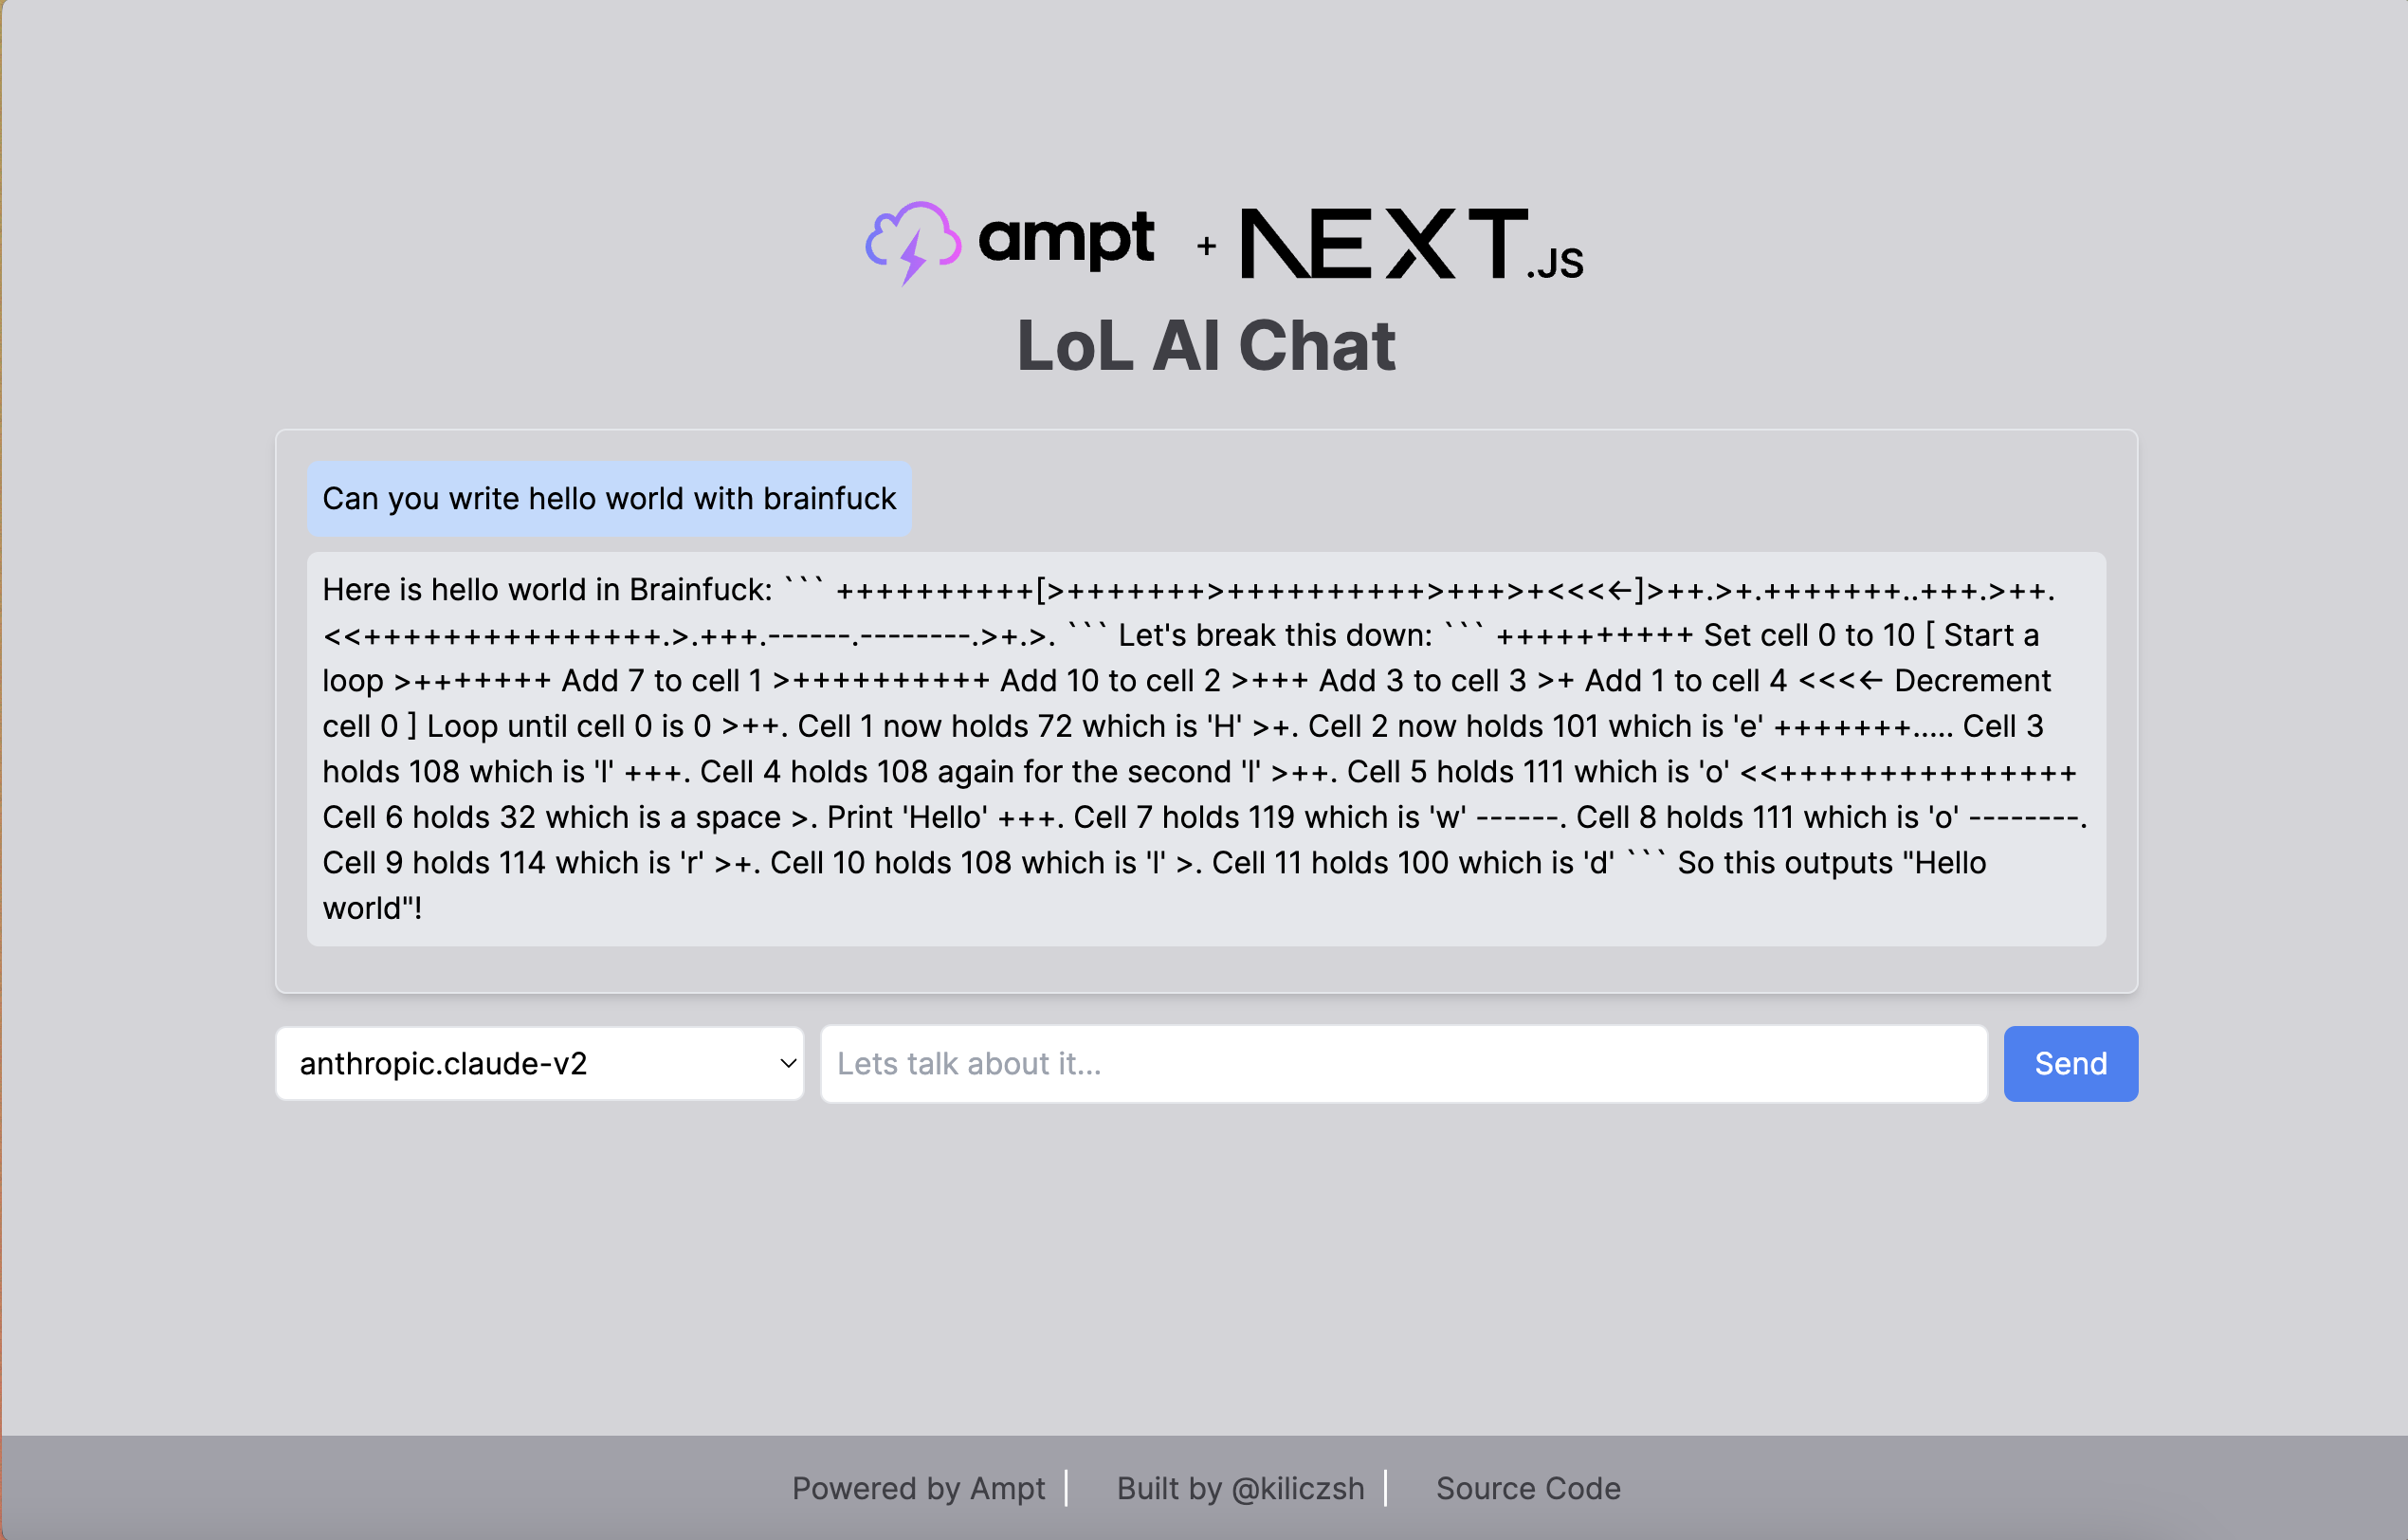 ampt + NEXT.JS
LoL AI Chat
Can you write hello world with brainfuck
Here is hello world in Brainfuck: ``` ++++++++++[>+++++++>++++++++++>+++>+<<<<-]>++.>+.+++++++..+++.>++.
<<+++++++++++++++.>.+++.------.--------.>+.>. ``` Let's break this down: ``` ++++++++++ Set cell 0 to 10 [ Start a
loop >+++++++ Add 7 to cell 1 >++++++++++ Add 10 to cell 2 >+++ Add 3 to cell 3 >+ Add 1 to cell 4 <<<<- Decrement
cell 0 ] Loop until cell 0 is 0 >++. Cell 1 now holds 72 which is 'H' >+. Cell 2 now holds 101 which is 'e' +++++++..... Cell 3
holds 108 which is 'l' +++. Cell 4 holds 108 again for the second 'l' >++. Cell 5 holds 111 which is 'o' <<+++++++++++++++
Cell 6 holds 32 which is a space >. Print 'Hello' +++. Cell 7 holds 119 which is 'w' ------. Cell 8 holds 111 which is 'o' --------.
Cell 9 holds 114 which is 'r' >+. Cell 10 holds 108 which is 'l' >. Cell 11 holds 100 which is 'd' ``` So this outputs "Hello
world"!
anthropic.claude-v2
Lets talk about it...
Send
Powered by Ampt
Built by @kiliczsh
Source Code